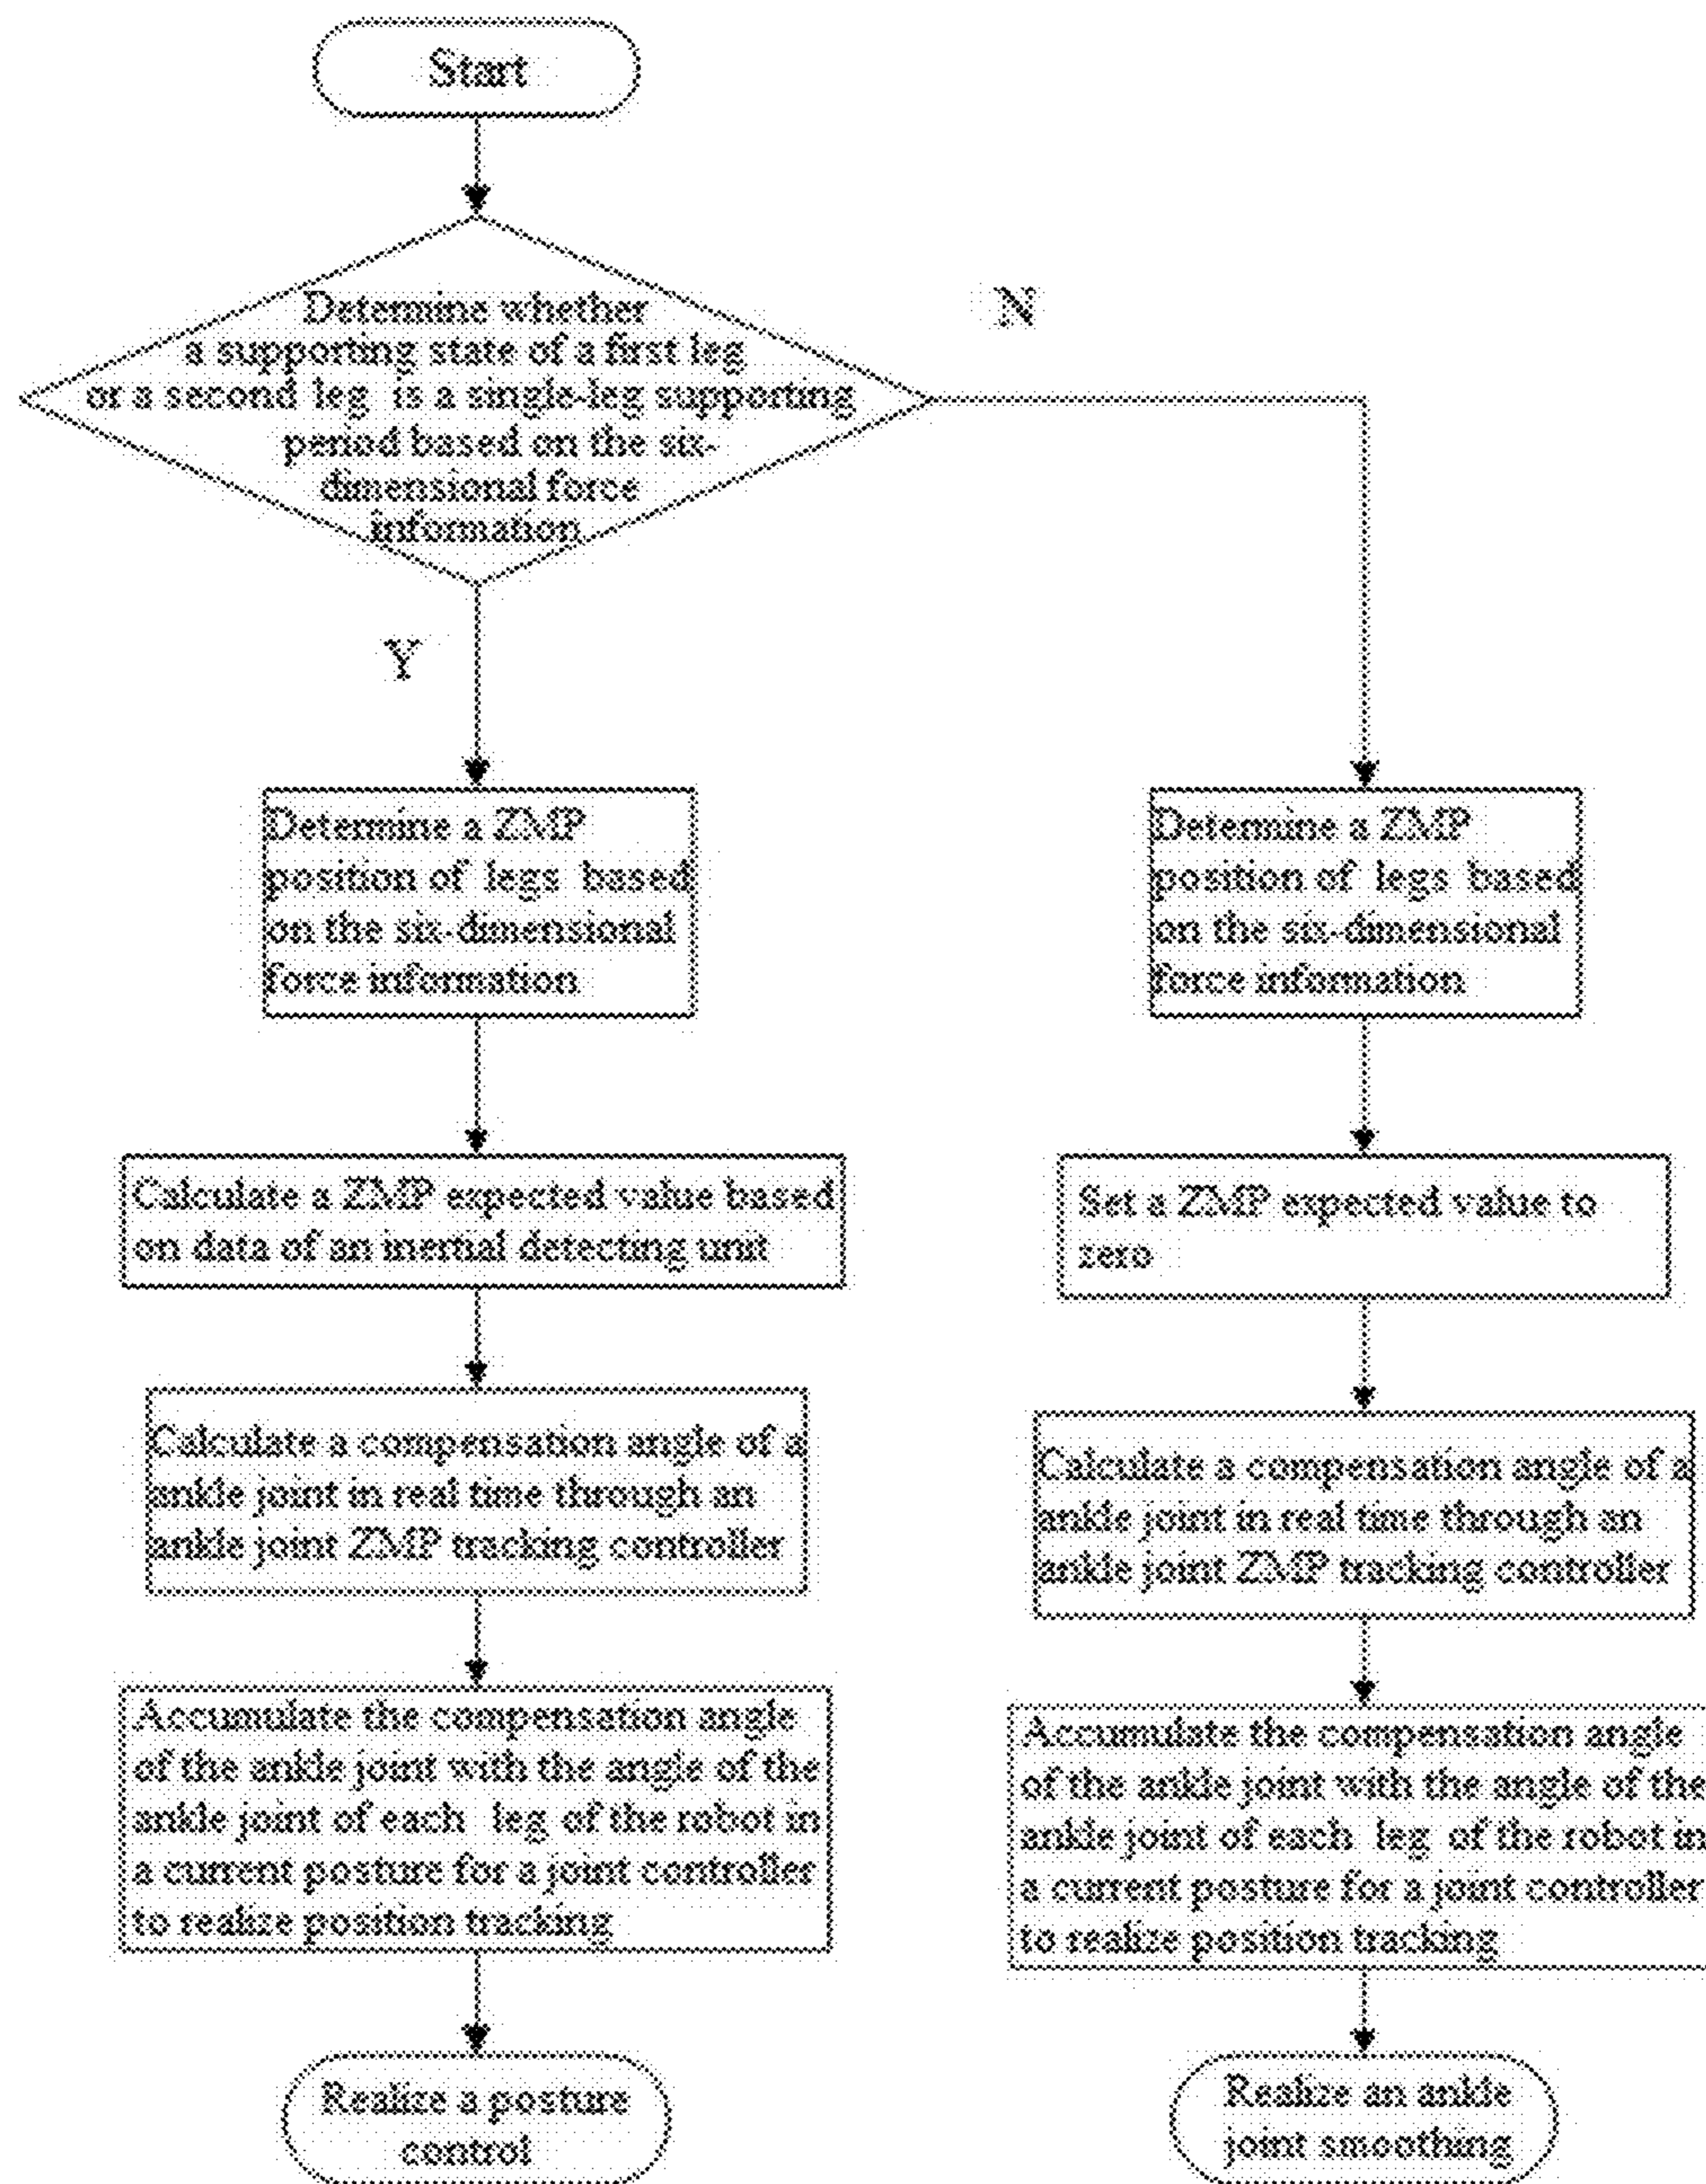 Start
Determine whether
a supporting state of a first leg
or a second leg is a single-leg supporting
period based on the six-
dimensional force
information
N
Y
Determine a ZMP
position of legs based
on the six-dimensional
force information
Determine a ZMP
position of legs based
on the six-dimensional
force information
Calculate a ZMP expected value based
on data of an inertial detecting unit
Set a ZMP expected value to
zero
Calculate a compensation angle of a
ankle joint in real time through an
ankle joint ZMP tracking controller
Calculate a compensation angle of a
ankle joint in real time through an
ankle joint ZMP tracking controller
Accumulate the compensation angle
of the ankle joint with the angle of the
ankle joint of each leg of the robot in
a current posture for a joint controller
to realize position tracking
Accumulate the compensation angle
of the ankle joint with the angle of the
ankle joint of each leg of the robot in
a current posture for a joint controller
to realize position tracking
Realize a posture
control
Realize an ankle
joint smoothing